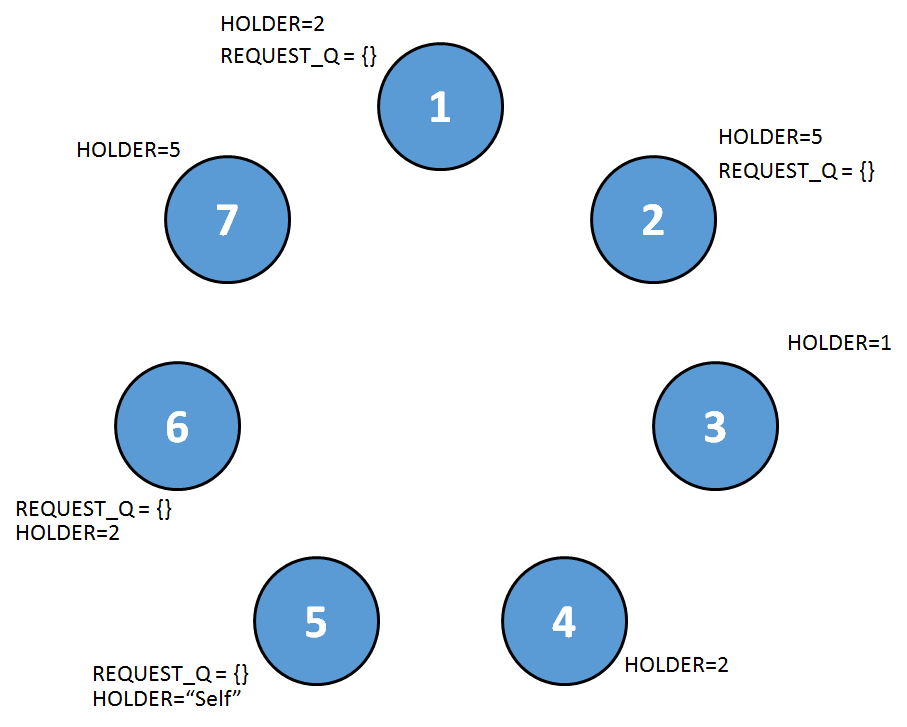 HOLDER=2
REQUEST_Q = {}
1
HOLDER=5
REQUEST_Q = {}
HOLDER=5
7
2
HOLDER=1
6
3
REQUEST_Q = {}
HOLDER=2
5
4
HOLDER=2
REQUEST_Q = {}
HOLDER=“Self”